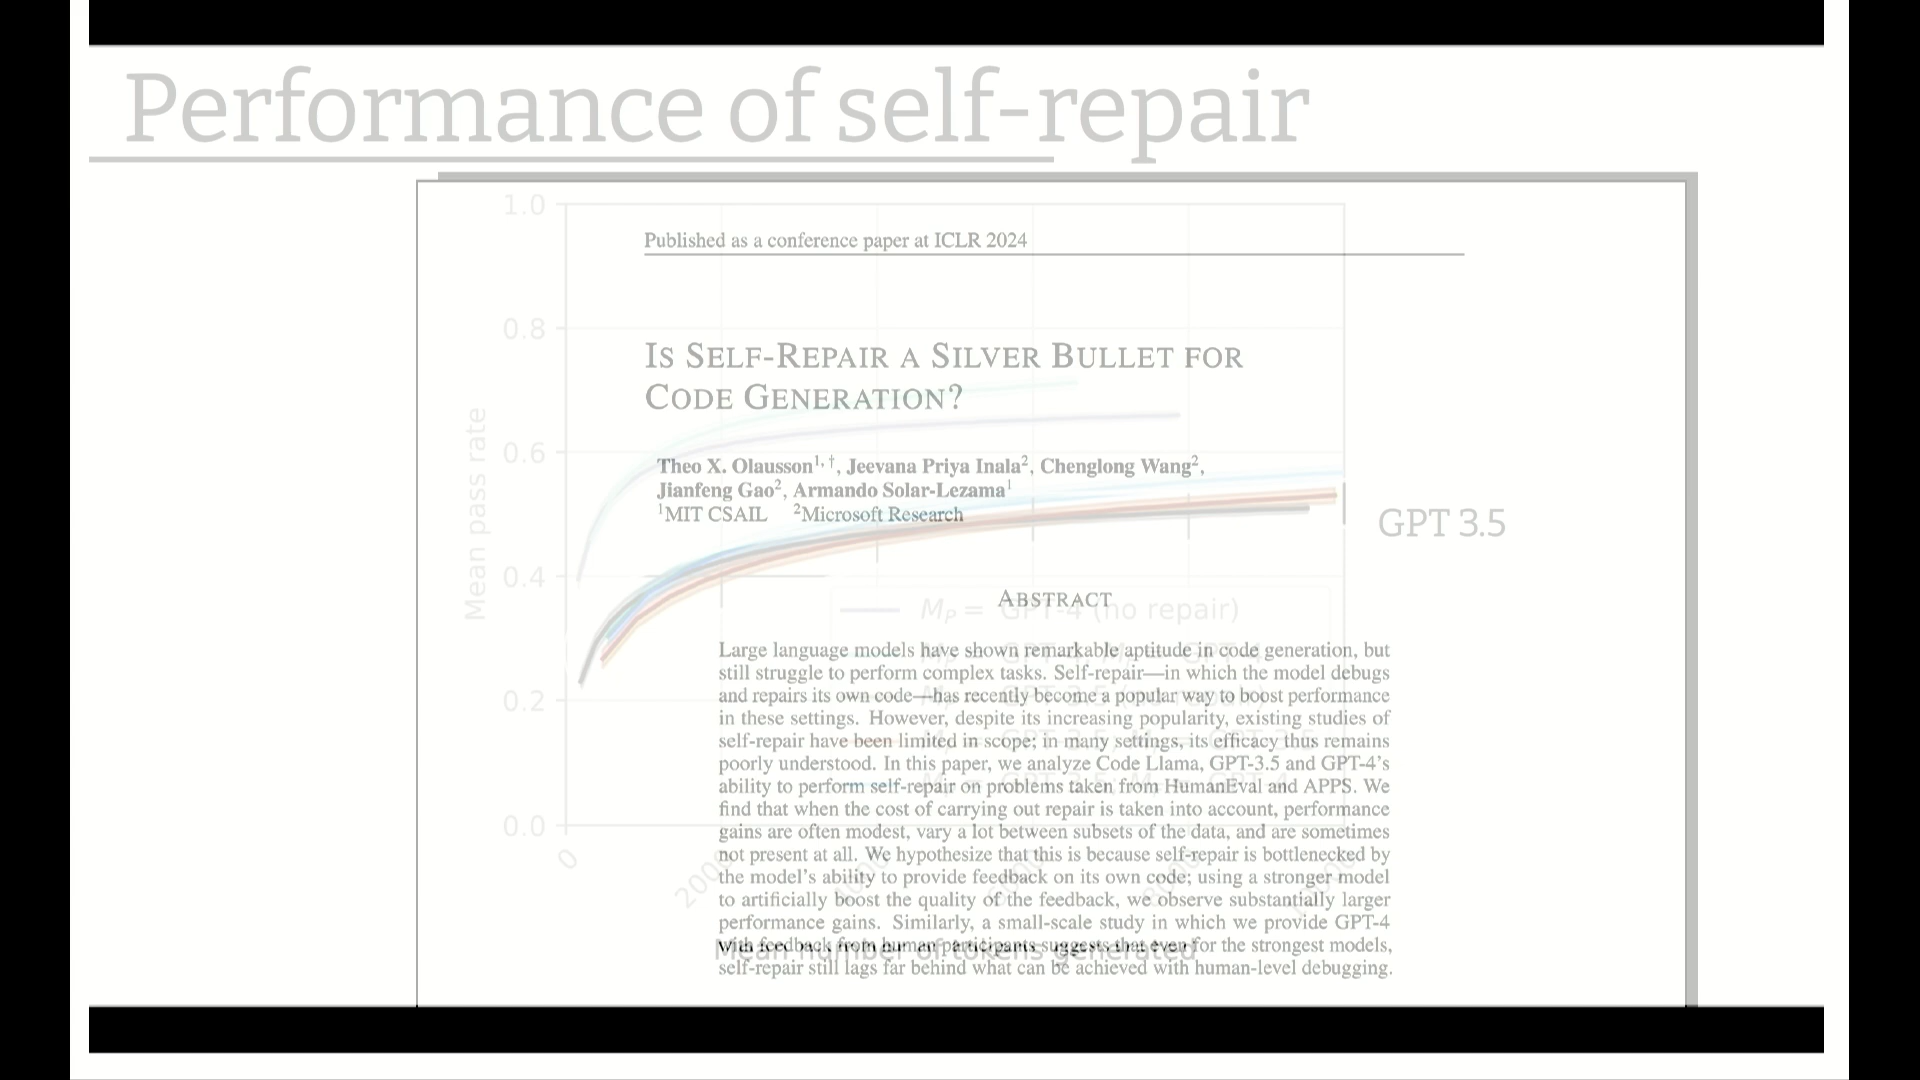 Performance of self-repair
Published as a conference paper at ICLR 2024
IS SELF-REPAIR A SILVER BULLET FOR
CODE GENERATION?
Theo X. Olausson1,†, Jeevana Priya Inala2, Chenglong Wang2,
Jianfeng Gao2, Armando Solar-Lezama1
1MIT CSAIL 2Microsoft Research
ABSTRACT
Large language models have shown remarkable aptitude in code generation, but
still struggle to perform complex tasks. Self-repair—in which the model debugs
and repairs its own code—has recently become a popular way to boost performance
in these settings. However, despite its increasing popularity, existing studies of
self-repair have been limited in scope; in many settings, its efficacy thus remains
poorly understood. In this paper, we analyze Code Llama, GPT-3.5 and GPT-4's
ability to perform self-repair on problems taken from HumanEval and APPS. We
find that when the cost of carrying out repair is taken into account, performance
gains are often modest, vary a lot between subsets of the data, and are sometimes
not present at all. We hypothesize that this is because self-repair is bottlenecked by
the model's ability to provide feedback on its own code; using a stronger model
to artificially boost the quality of the feedback, we observe substantially larger
performance gains. Similarly, a small-scale study in which we provide GPT-4
with feedback from human participants suggests that even for the strongest models,
self-repair still lags far behind what can be achieved with human-level debugging.
Mean pass rate
1.0
0.8
0.6
0.4
0.2
0.0
0
2000
Mean number of tokens generated
MP = GPT-4 (no repair)
GPT 3.5